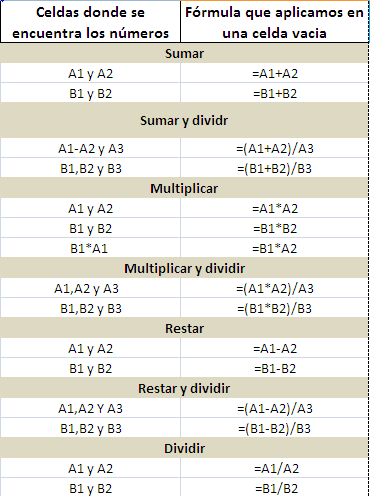 Celdas donde se Fórmula que aplicamos en
encuentra los números una celda vacia
Sumar
A1 y A2 =A1+A2
B1 y B2 =B1+B2
Sumar y dividr
A1-A2 y A3 =(A1+A2)/A3
B1,B2 y B3 =(B1+B2)/B3
Multiplicar
A1 y A2 =A1*A2
B1 y B2 =B1*B2
B1*A1 =B1*A2
Multiplicar y dividir
A1,A2 y A3 =(A1*A2)/A3
B1,B2 y B3 =(B1*B2)/B3
Restar
A1 y A2 =A1-A2
B1 y B2 =B1-B2
Restar y dividir
A1,A2 Y A3 =(A1-A2)/A3
B1,B2 y B3 =(B1-B2)/B3
Dividir
A1 y A2 =A1/A2
B1 y B2 =B1/B2